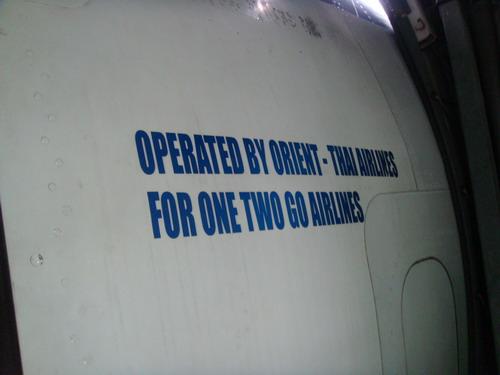 OPERATED BY ORIENT - THAI AIRLINES
FOR ONE TWO GO AIRLINES